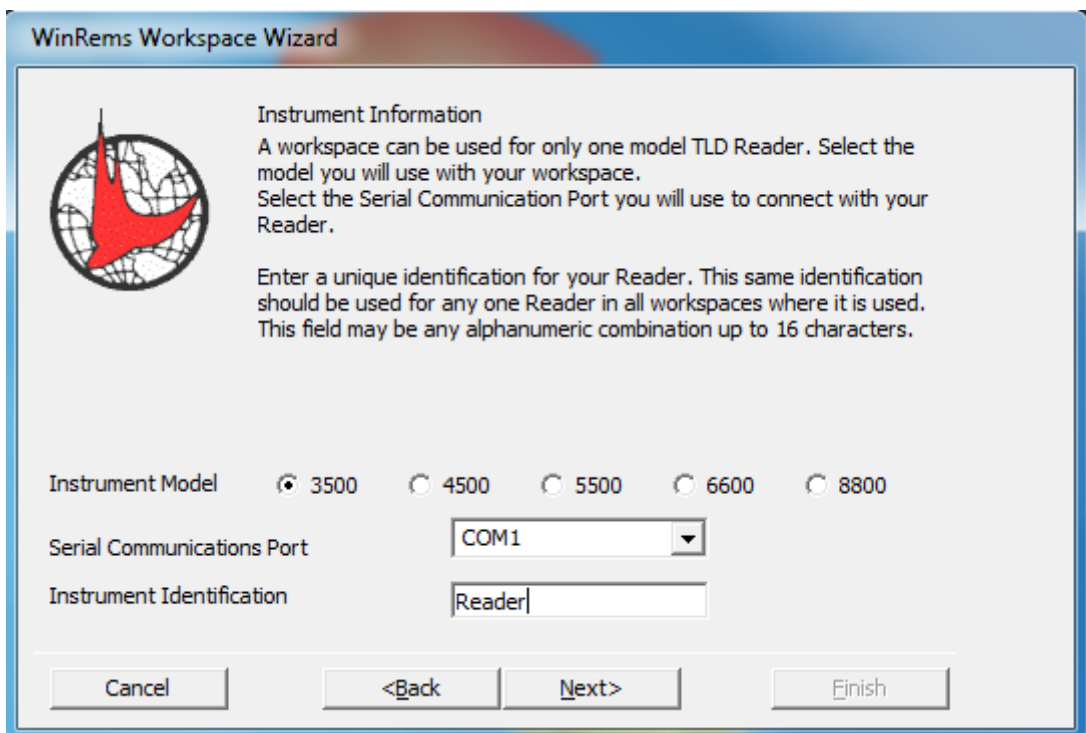 WinRems Workspace Wizard
Instrument Information
A workspace can be used for only one model TLD Reader. Select the
model you will use with your workspace.
Select the Serial Communication Port you will use to connect with your
Reader.
Enter a unique identification for your Reader. This same identification
should be used for any one Reader in all workspaces where it is used.
This field may be any alphanumeric combination up to 16 characters.
Instrument Model 3500 4500 5500 6600 8800
Serial Communications Port COM1
Instrument Identification Reader
Cancel <Back Next> Finish